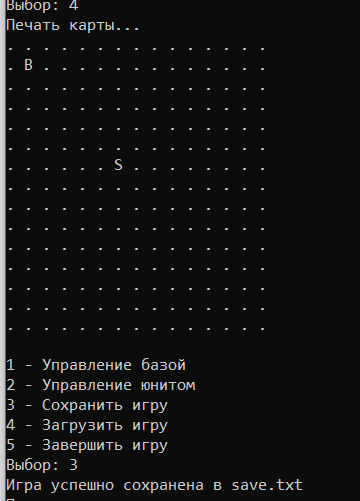 Выбор: 4
Печать карты...
. . . . . . . . . . . . . . .
. B . . . . . . . . . . . . .
. . . . . . . . . . . . . . .
. . . . . . . . . . . . . . .
. . . . . . . . . . . . . . .
. . . . . . . . . . . . . . .
. . . . . . S . . . . . . . .
. . . . . . . . . . . . . . .
. . . . . . . . . . . . . . .
. . . . . . . . . . . . . . .
. . . . . . . . . . . . . . .
. . . . . . . . . . . . . . .
. . . . . . . . . . . . . . .
. . . . . . . . . . . . . . .
. . . . . . . . . . . . . . .
1 - Управление базой
2 - Управление юнитом
3 - Сохранить игру
4 - Загрузить игру
5 - Завершить игру
Выбор: 3
Игра успешно сохранена в save.txt